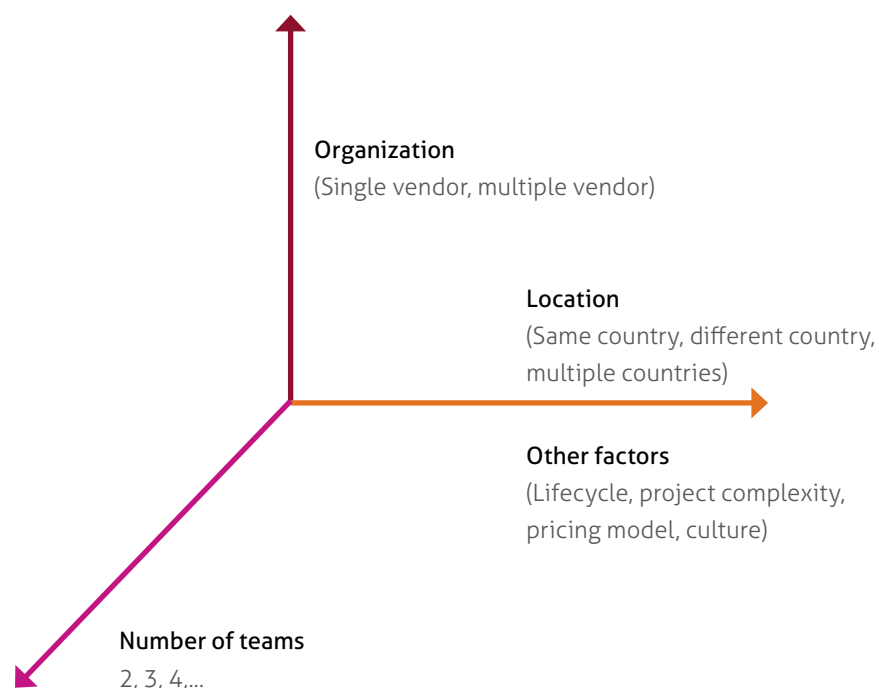 Organization
(Single vendor, multiple vendor)
Location
(Same country, different country,
multiple countries)
Other factors
(Lifecycle, project complexity,
pricing model, culture)
Number of teams
2, 3, 4,...